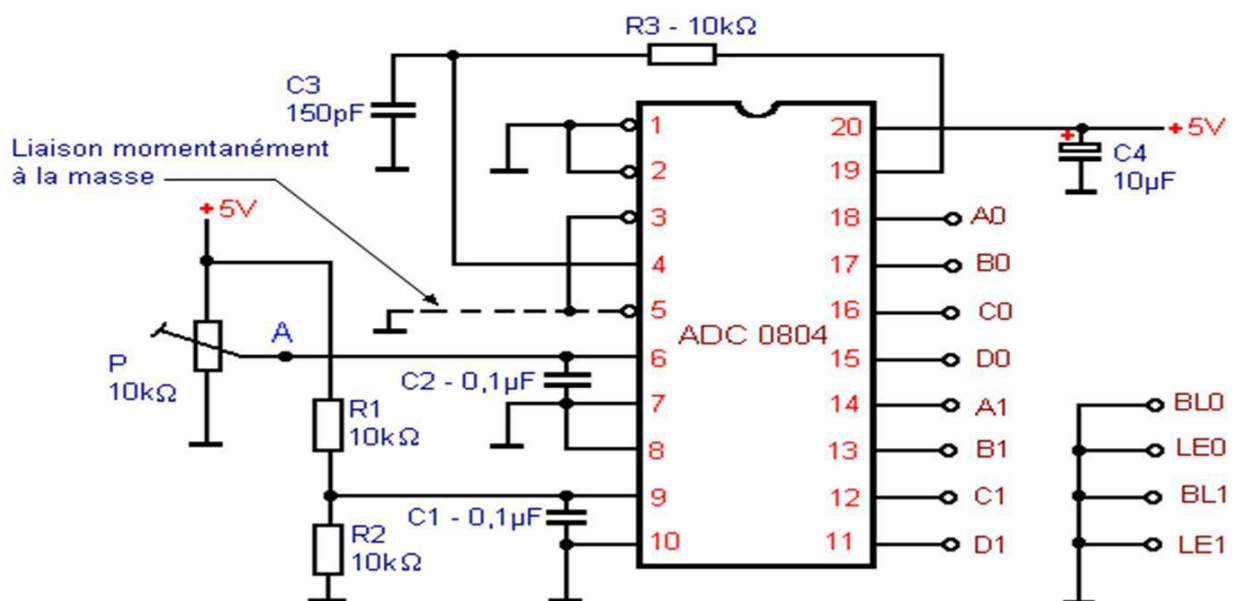 R3 - 10kΩ
C3
150pF
Liaison momentanément
à la masse
+5V
A
P
10kΩ
R1
10kΩ
R2
10kΩ
C2 - 0,1µF
C1 - 0,1µF
1
2
3
4
5
6
7
8
9
10
ADC 0804
20
19
18
17
16
15
14
13
12
11
+
+5V
C4
10µF
A0
B0
C0
D0
A1
B1
C1
D1
BL0
LE0
BL1
LE1